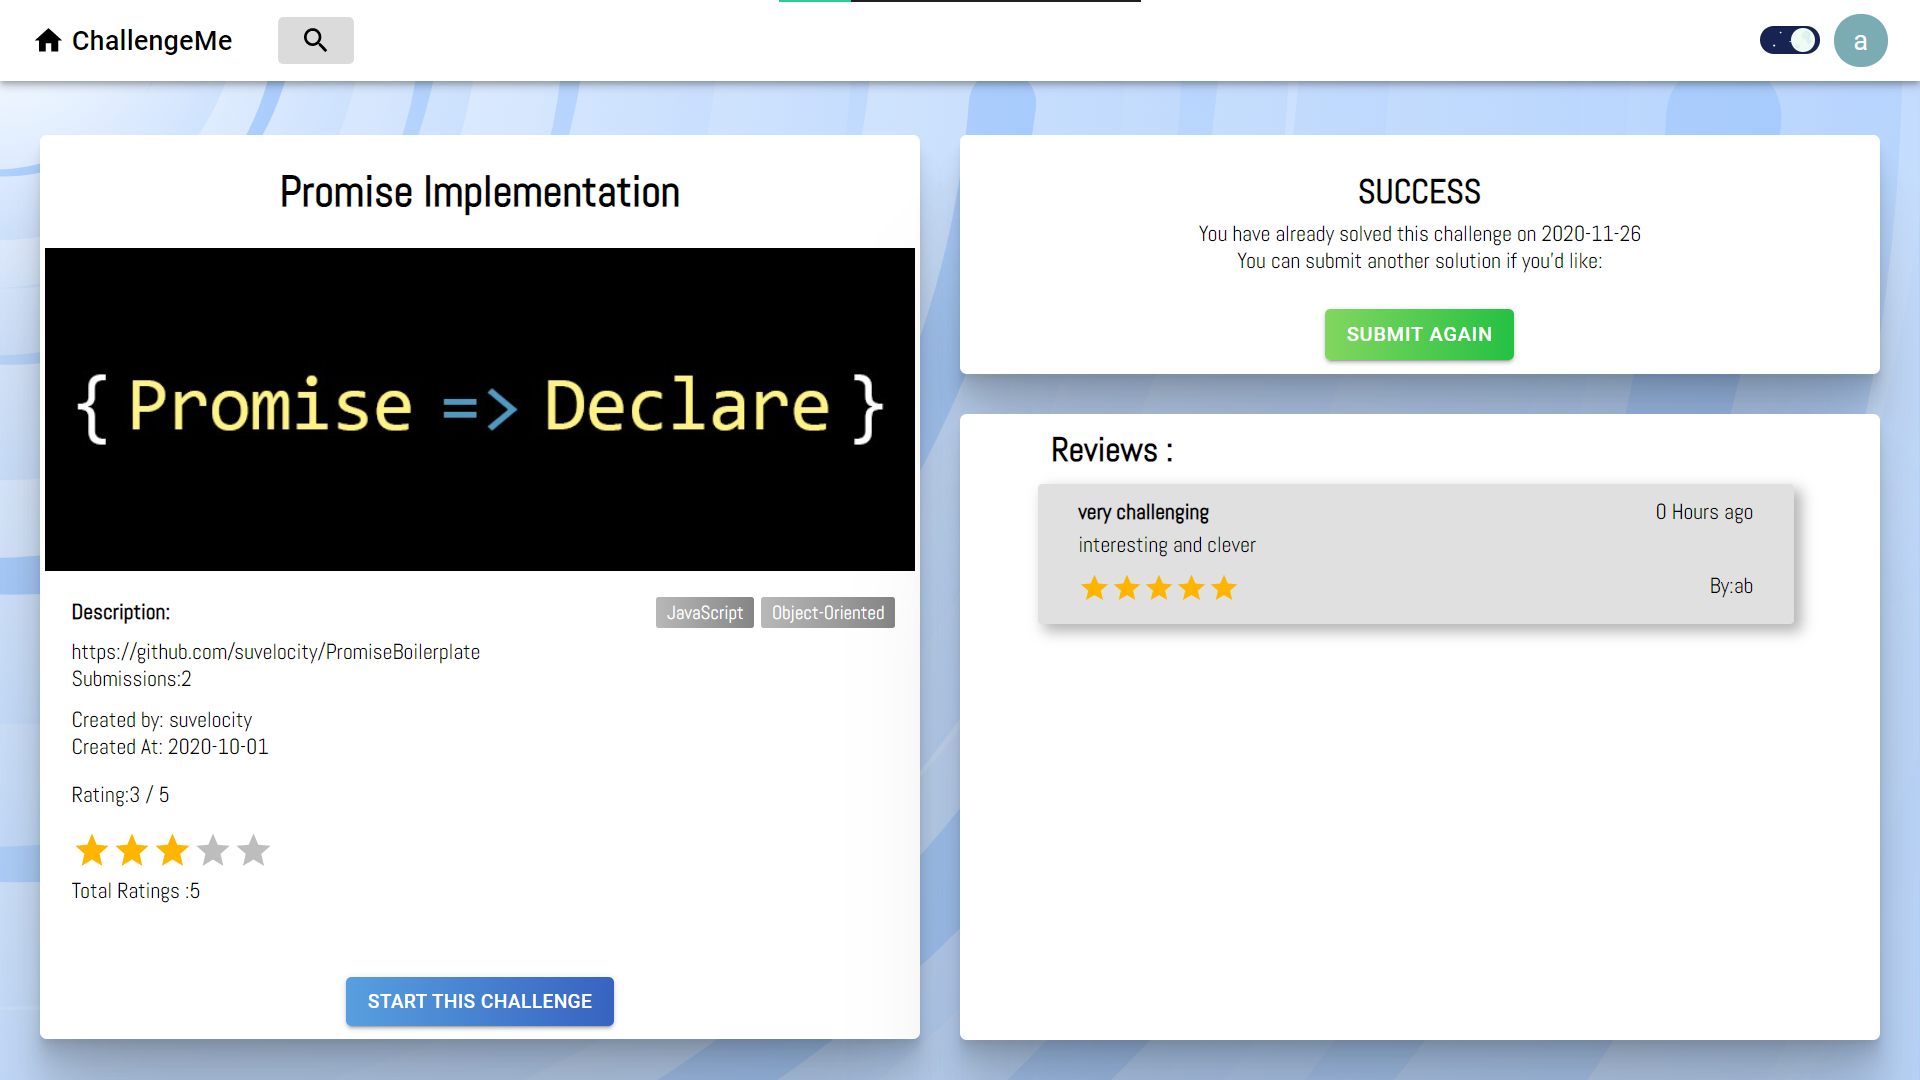 ChallengeMe
a
Promise Implementation
{ Promise => Declare }
Description:
JavaScript
Object-Oriented
https://github.com/suvelocity/PromiseBoilerplate
Submissions:2
Created by: suvelocity
Created At: 2020-10-01
Rating:3 / 5
Total Ratings :5
START THIS CHALLENGE
SUCCESS
You have already solved this challenge on 2020-11-26
You can submit another solution if you'd like:
SUBMIT AGAIN
Reviews :
very challenging
0 Hours ago
interesting and clever
By:ab